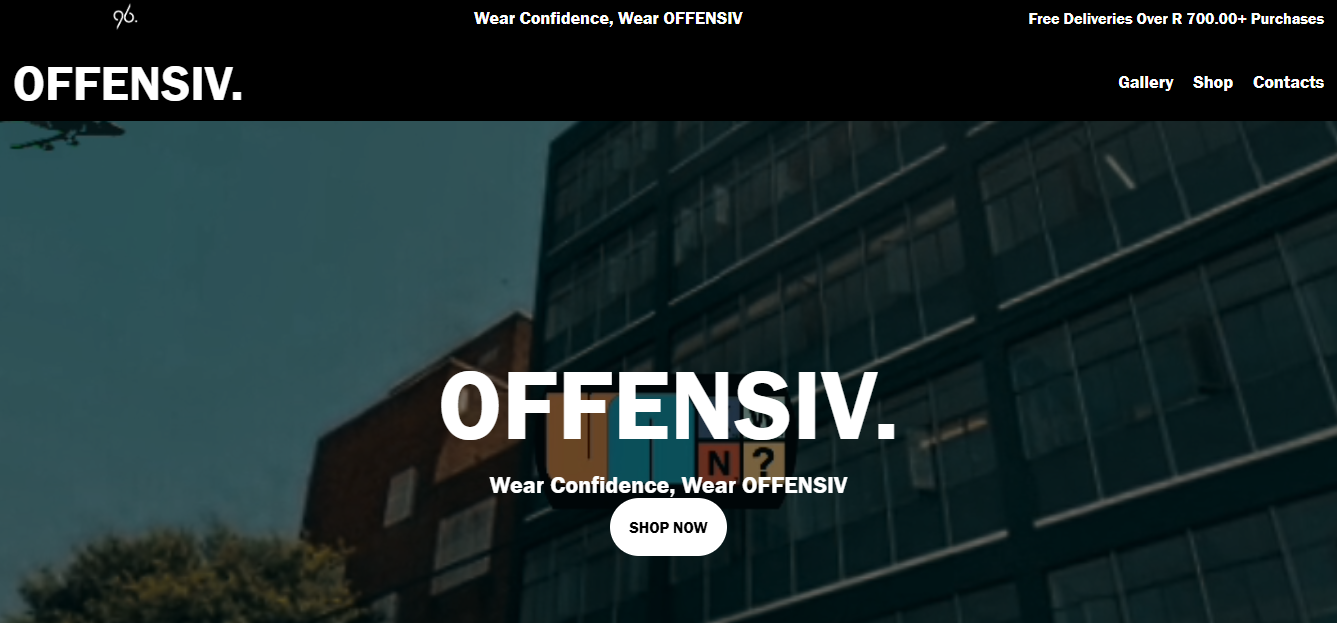 96.
Wear Confidence, Wear OFFENSIV
Free Deliveries Over R 700.00+ Purchases
OFFENSIV.
Gallery
Shop
Contacts
OFFENSIV.
N?
Wear Confidence, Wear OFFENSIV
SHOP NOW